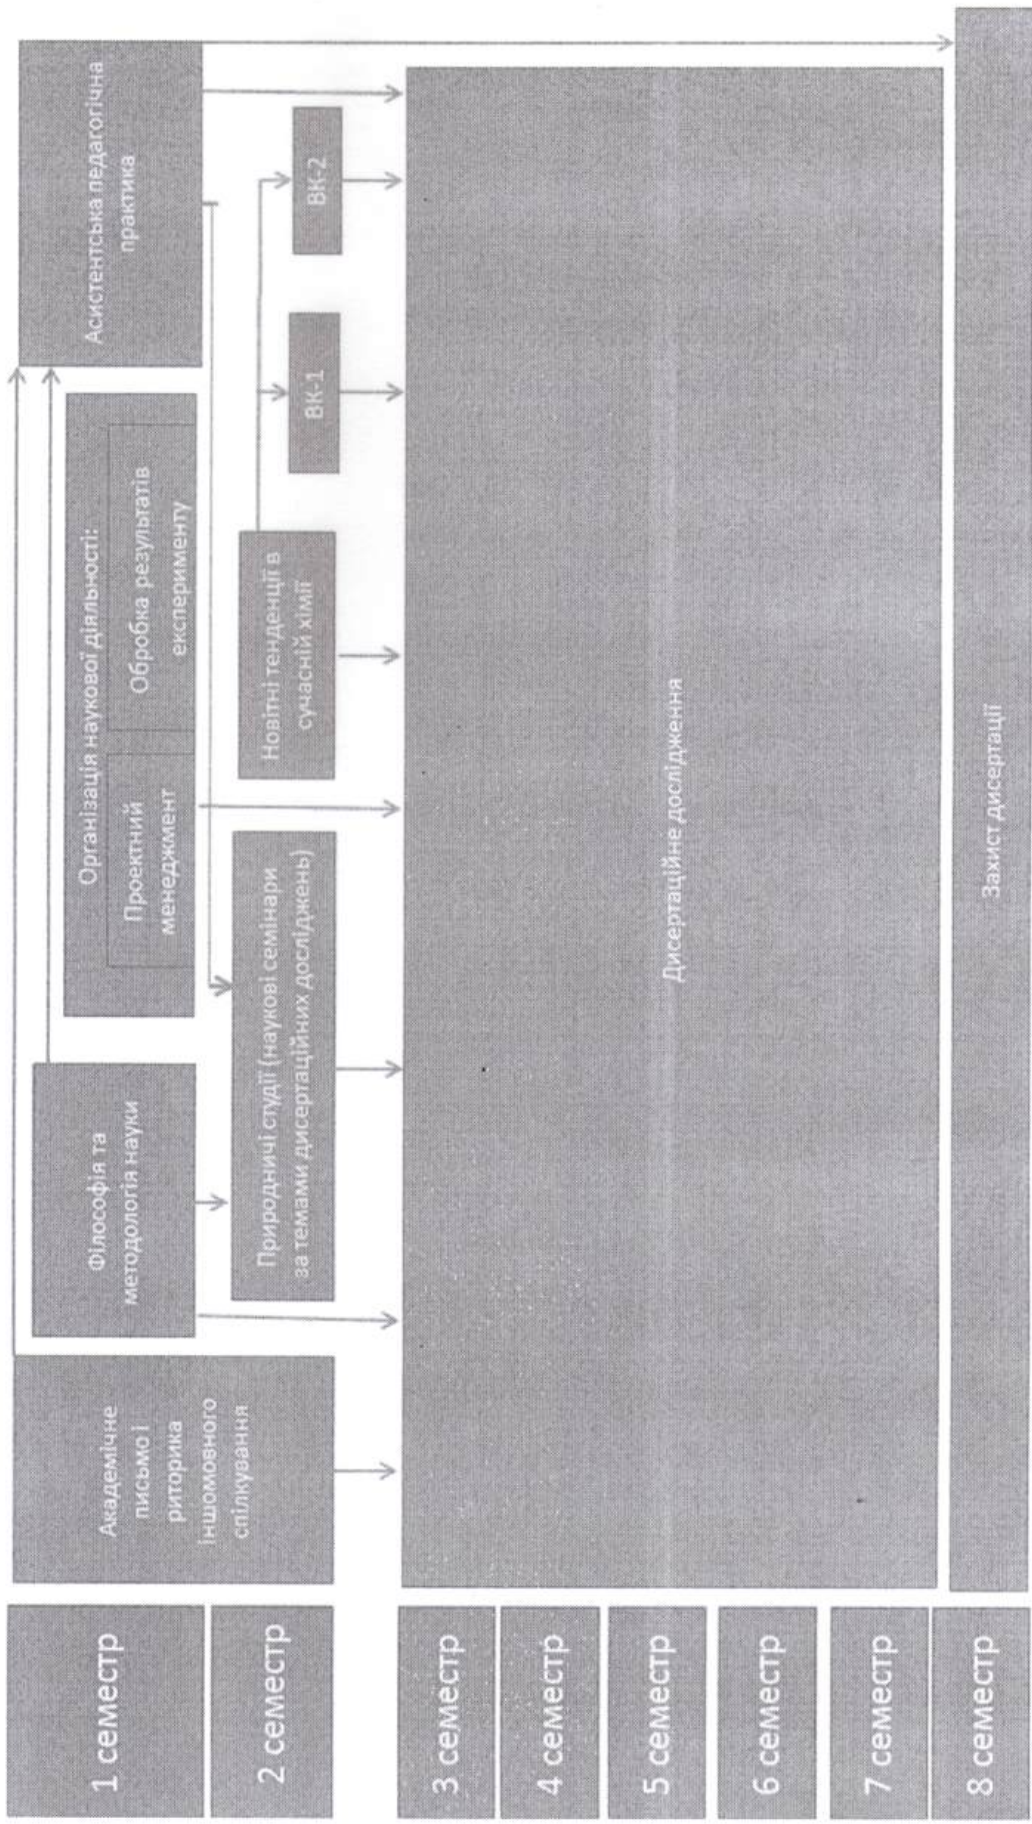 1 семестр
Академічне
письмо і
риторика
іншомовного
спілкування
Філософія та
методологія науки
Організація наукової діяльності:
Проектний
менеджмент
Обробка результатів
експерименту
Асистентська педагогічна
практика
2 семестр
Природничі студії (наукові семінари
за темами дисертаційних досліджень)
Новітні тенденції в
сучасній хімії
ВК-1
ВК-2
3 семестр
4 семестр
5 семестр
6 семестр
7 семестр
Дисертаційне дослідження
8 семестр
Захист дисертації